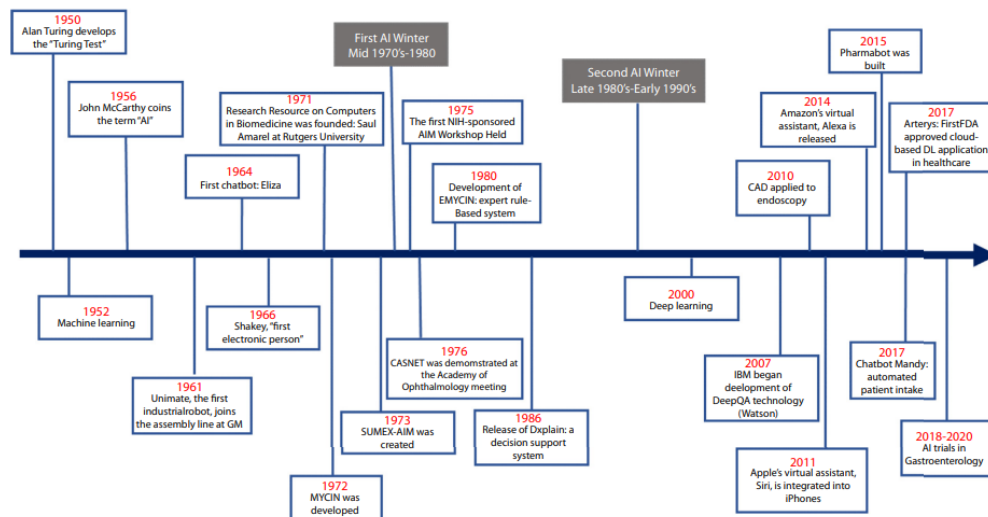 1950
Alan Turing develops
the "Turing Test"
1956
John McCarthy coins
the term "AI"
1964
First chatbot: Eliza
1971
Research Resource on Computers
in Biomedicine was founded: Saul
Amarel at Rutgers University
First AI Winter
Mid 1970's-1980
1975
The first NIH-sponsored
AIM Workshop Held
1980
Development of
EMYCIN: expert rule-
Based system
Second AI Winter
Late 1980's-Early 1990's
2010
CAD applied to
endoscopy
2014
Amazon's virtual
assistant, Alexa is
released
2015
Pharmabot was
built
2017
Arterys: FirstFDA
approved cloud-
based DL application
in healthcare
1952
Machine learning
1961
Unimate, the first
industrialrobot, joins
the assembly line at GM
1966
Shakey, "first
electronic person"
1972
MYCIN was
developed
1973
SUMEX-AIM was
created
1976
CASNET was demomstrated at
the Academy of
Ophthalmology meeting
1986
Release of Dxplain: a
decision support
system
2000
Deep learning
2007
IBM began deelopment of
DeepQA technology
(Watson)
2011
Apple's virtual assistant,
Siri, is integrated into
iPhones
2017
Chatbot Mandy:
automated
patient intake
2018-2020
AI trials in
Gastroenterology